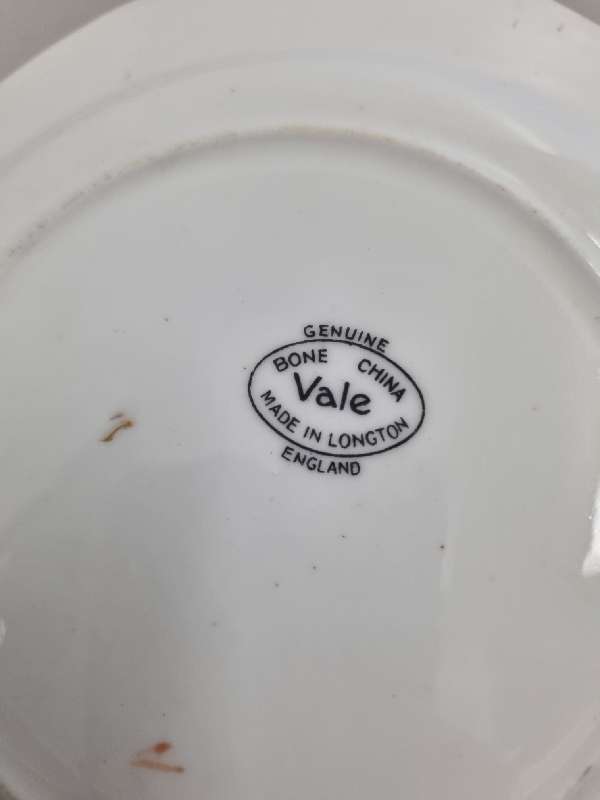 GENUINE
BONE CHINA
Vale
MADE IN LONGTON
ENGLAND